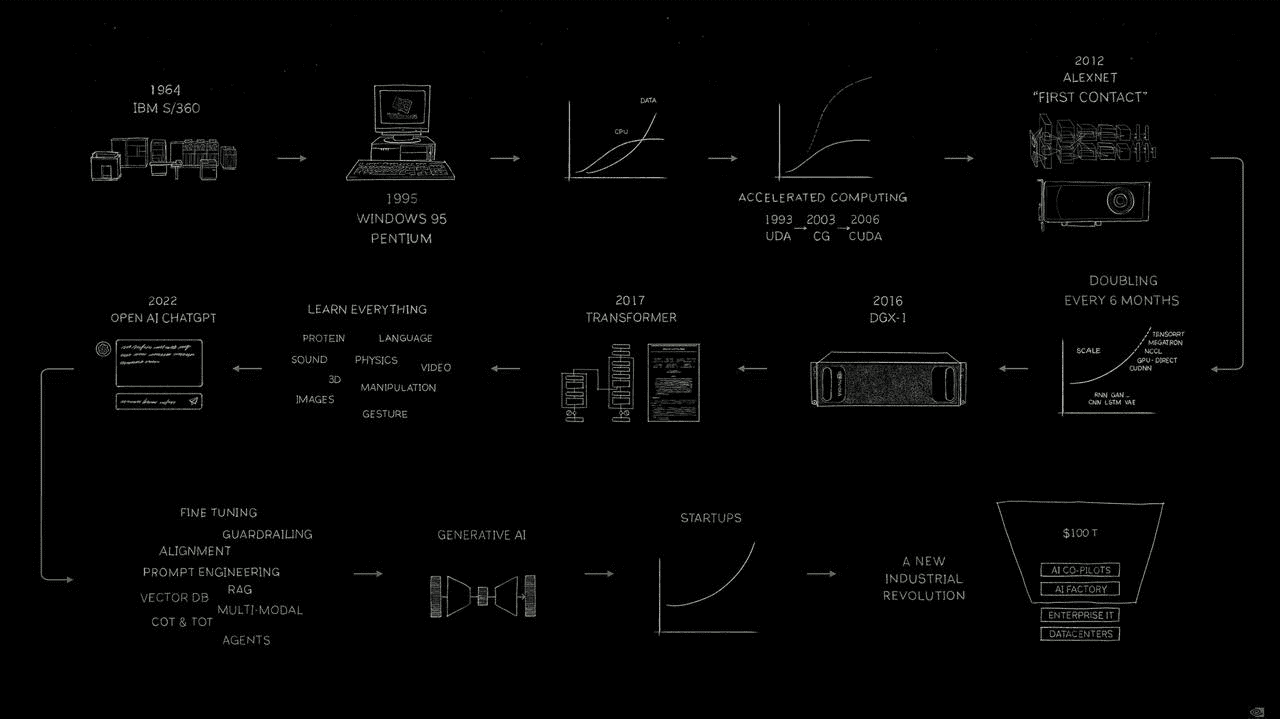 1964
IBM S/360
1995
WINDOWS 95
PENTIUM
DATA
CPU
ACCELERATED COMPUTING
1993 → 2003 → 2006
UDA CG CUDA
2012
ALEXNET
"FIRST CONTACT"
DOUBLING
EVERY 6 MONTHS
SCALE
TENSORRT
MEGATRON
NCCL
GPU-DIRECT
CUDNN
RNN GAN ...
CNN LSTM VAE
2016
DGX-1
2017
TRANSFORMER
LEARN EVERYTHING
PROTEIN LANGUAGE
SOUND PHYSICS
VIDEO
3D
MANIPULATION
IMAGES
GESTURE
2022
OPEN AI CHATGPT
FINE TUNING
GUARDRAILING
ALIGNMENT
PROMPT ENGINEERING
RAG
VECTOR DB
MULTI-MODAL
COT & TOT
AGENTS
GENERATIVE AI
STARTUPS
A NEW
INDUSTRIAL
REVOLUTION
$100 T
AI CO-PILOTS
AI FACTORY
ENTERPRISE IT
DATACENTERS